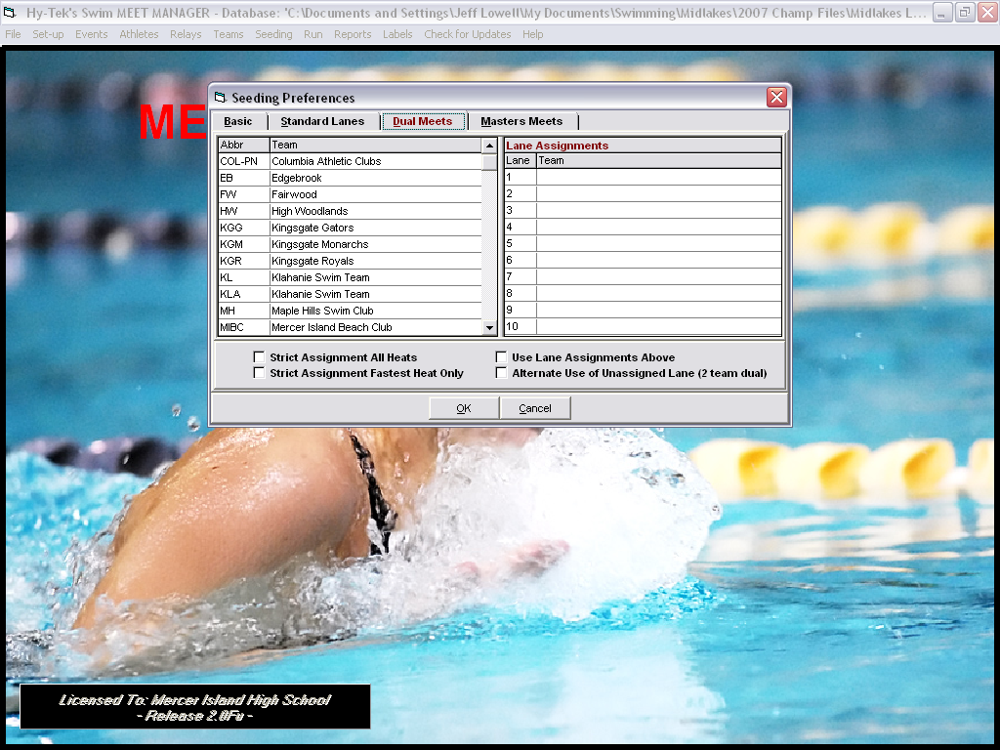 Hy-Tek's Swim MEET MANAGER - Database: 'C:\Documents and Settings\Jeff Lowell\My Documents\Swimming\Midlakes\2007 Champ Files\Midlakes L...
File Set-up Events Athletes Relays Teams Seeding Run Reports Labels Check for Updates Help
ME
Seeding Preferences
Basic Standard Lanes Dual Meets Masters Meets
Abbr Team
COL-PN Columbia Athletic Clubs
EB Edgebrook
FW Fairwood
HW High Woodlands
KGG Kingsgate Gators
KGM Kingsgate Monarchs
KGR Kingsgate Royals
KL Klahanie Swim Team
KLA Klahanie Swim Team
MH Maple Hills Swim Club
MIBC Mercer Island Beach Club
Lane Assignments
Lane Team
1
2
3
4
5
6
7
8
9
10
Strict Assignment All Heats
Strict Assignment Fastest Heat Only
Use Lane Assignments Above
Alternate Use of Unassigned Lane (2 team dual)
OK Cancel
Licensed To: Mercer Island High School
- Release 2.0Fu -